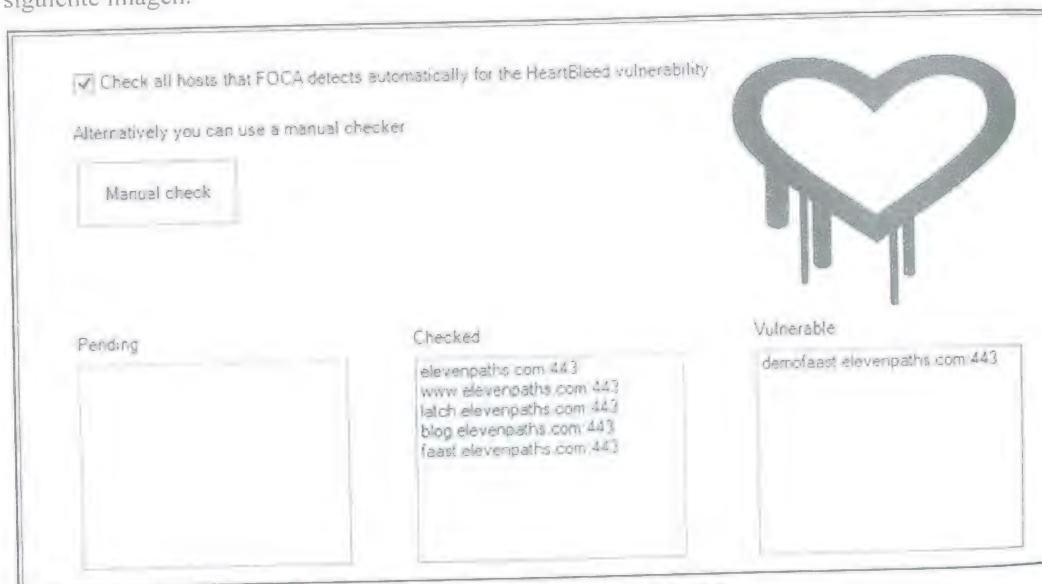 siguiente imagen.
Check all hosts that FOCA detects automatically for the HeartBleed vulnerability
Alternatively you can use a manual checker
Manual check
Pending
Checked
elevenpaths.com:443
www.elevenpaths.com:443
latch.elevenpaths.com:443
blog.elevenpaths.com:443
faast.elevenpaths.com:443
Vulnerable
demofaast.elevenpaths.com:443